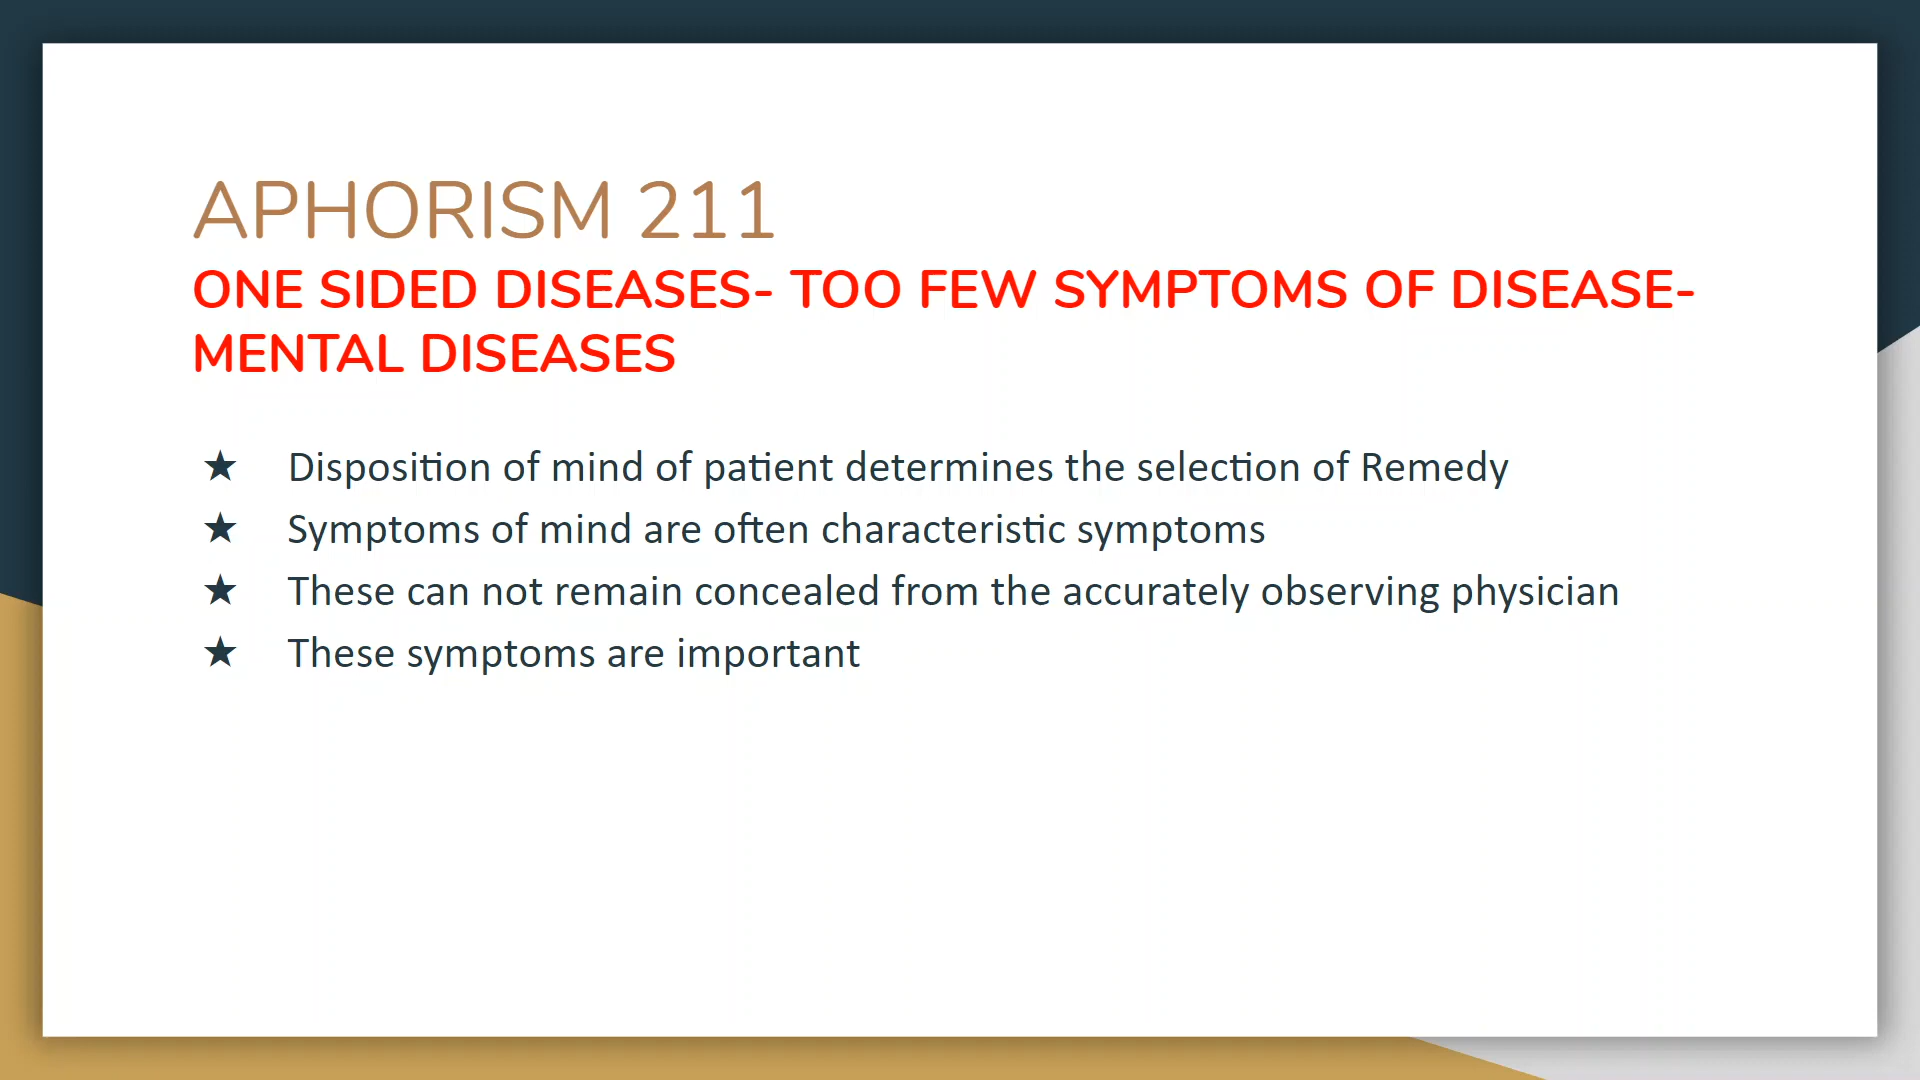 APHORISM 211
ONE SIDED DISEASES- TOO FEW SYMPTOMS OF DISEASE-
MENTAL DISEASES
★ Disposition of mind of patient determines the selection of Remedy
★ Symptoms of mind are often characteristic symptoms
★ These can not remain concealed from the accurately observing physician
★ These symptoms are important